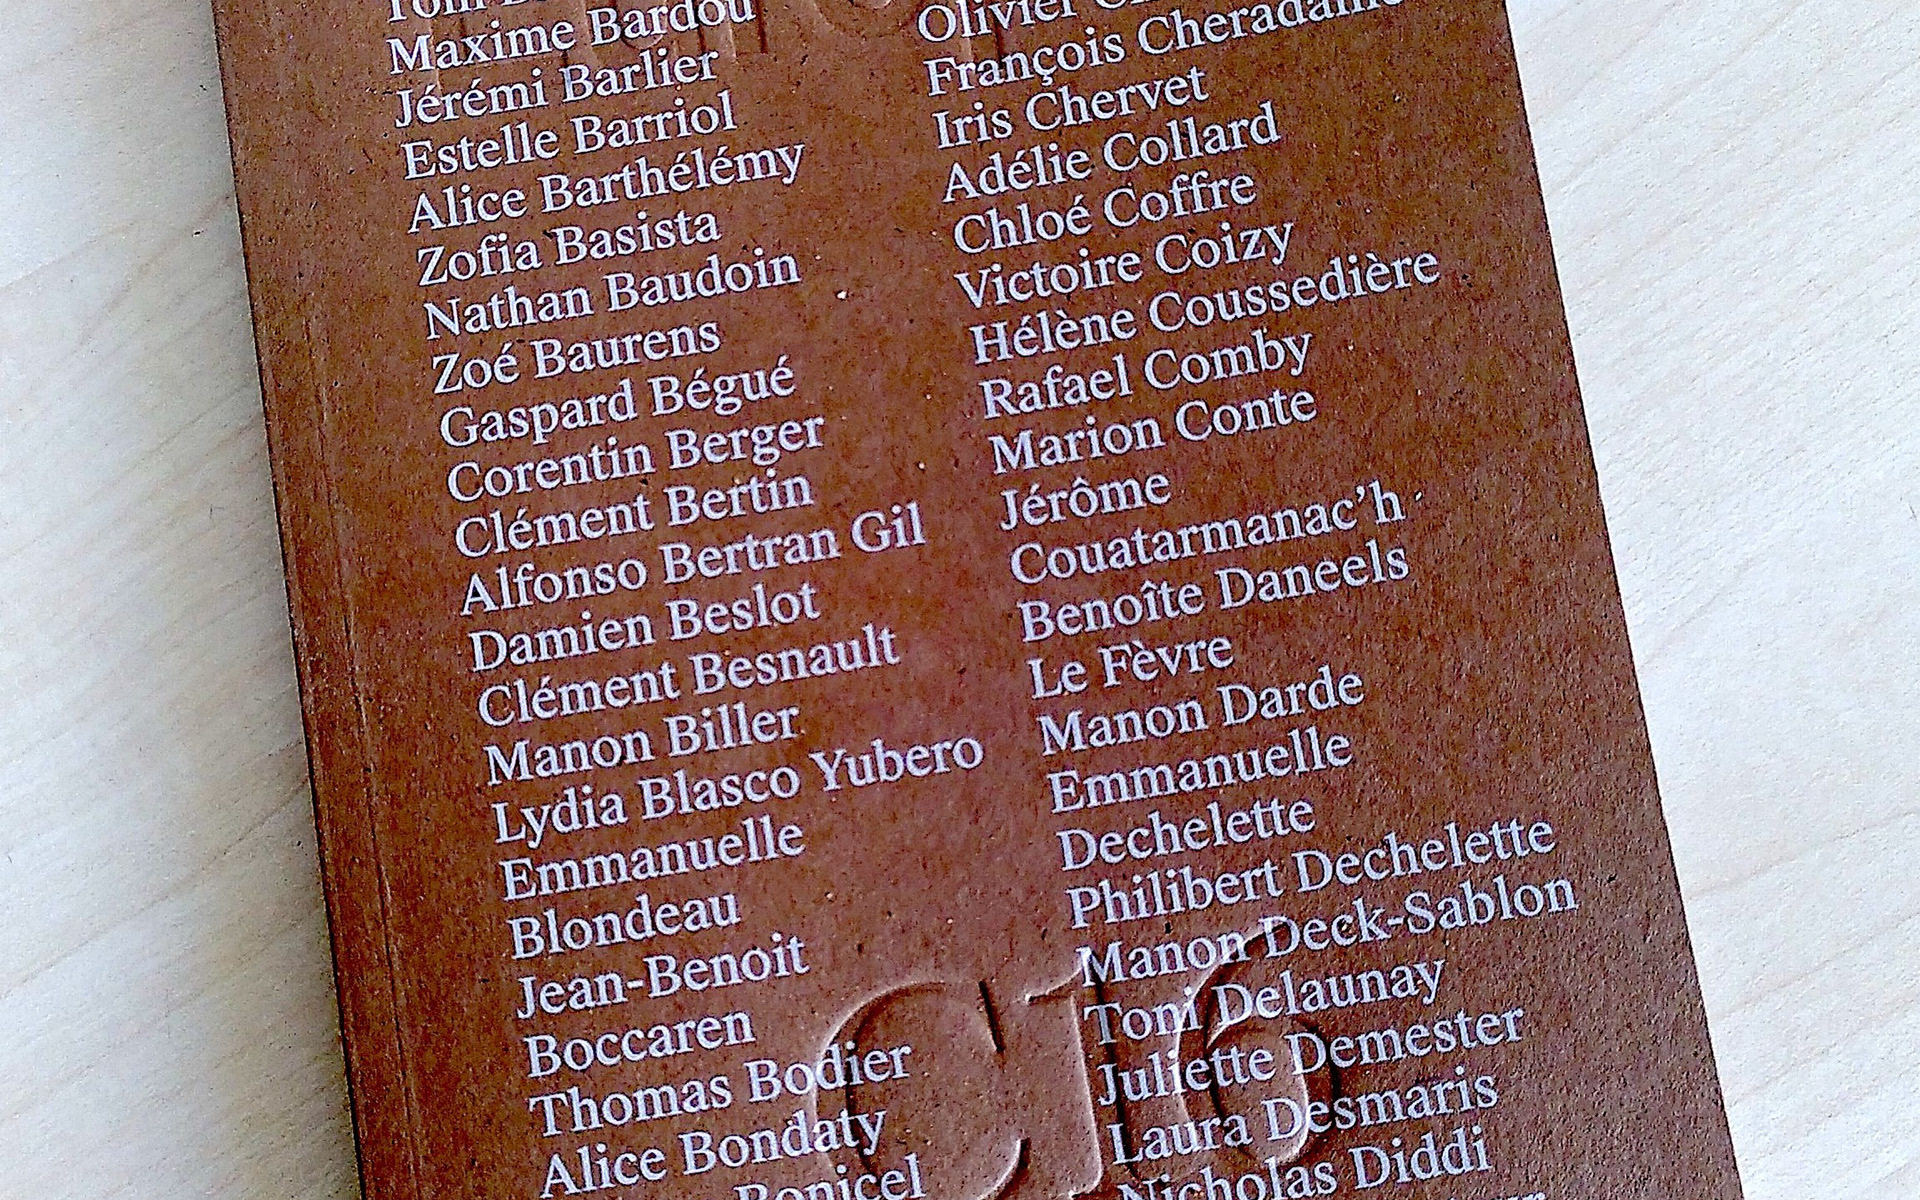 Maxime Bardou
Jérémi Barlier
Estelle Barriol
Alice Barthélémy
Zofia Basista
Nathan Baudoin
Zoé Baurens
Gaspard Bégué
Corentin Berger
Clément Bertin
Alfonso Bertran Gil
Damien Beslot
Clément Besnault
Manon Biller
Lydia Blasco Yubero
Emmanuelle
Blondeau
Jean-Benoit
Boccaren
Thomas Bodier
Alice Bondaty
Bonicel
Olivier
François Cheradame
Iris Chervet
Adélie Collard
Chloé Coffre
Victoire Coizy
Hélène Coussedière
Rafael Comby
Marion Conte
Jérôme
Couatarmanac'h
Benoîte Daneels
Le Fèvre
Manon Darde
Emmanuelle
Dechelette
Philibert Dechelette
Manon Deck-Sablon
Toni Delaunay
Juliette Demester
Laura Desmaris
Nicholas Diddi